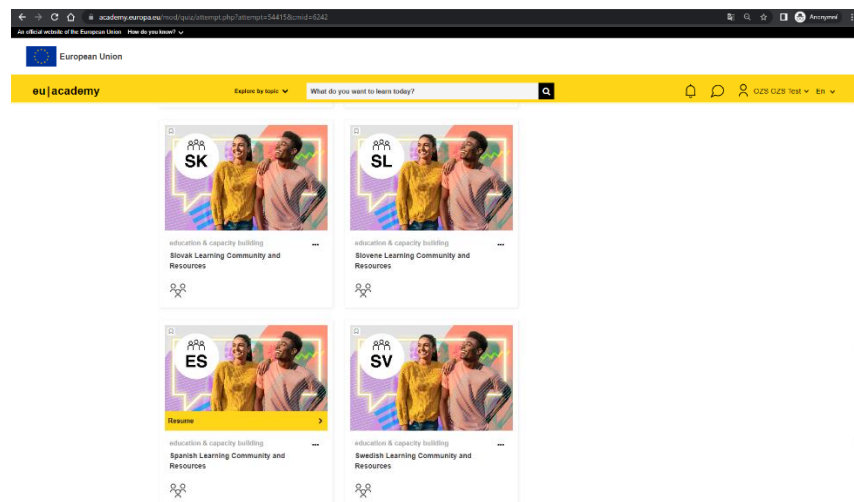 academy.europa.eu/mod/quiz/attempt.php?attempt=54415&cmid=6242
Anonymní
An official website of the European Union How do you know?
European Union
eu|academy
Explore by topic
What do you want to learn today?
OZS OZS Test
En
SK
SL
education & capacity building
education & capacity building
Slovak Learning Community and
Resources
Slovene Learning Community and
Resources
ES
SV
Resume
education & capacity building
education & capacity building
Spanish Learning Community and
Resources
Swedish Learning Community and
Resources